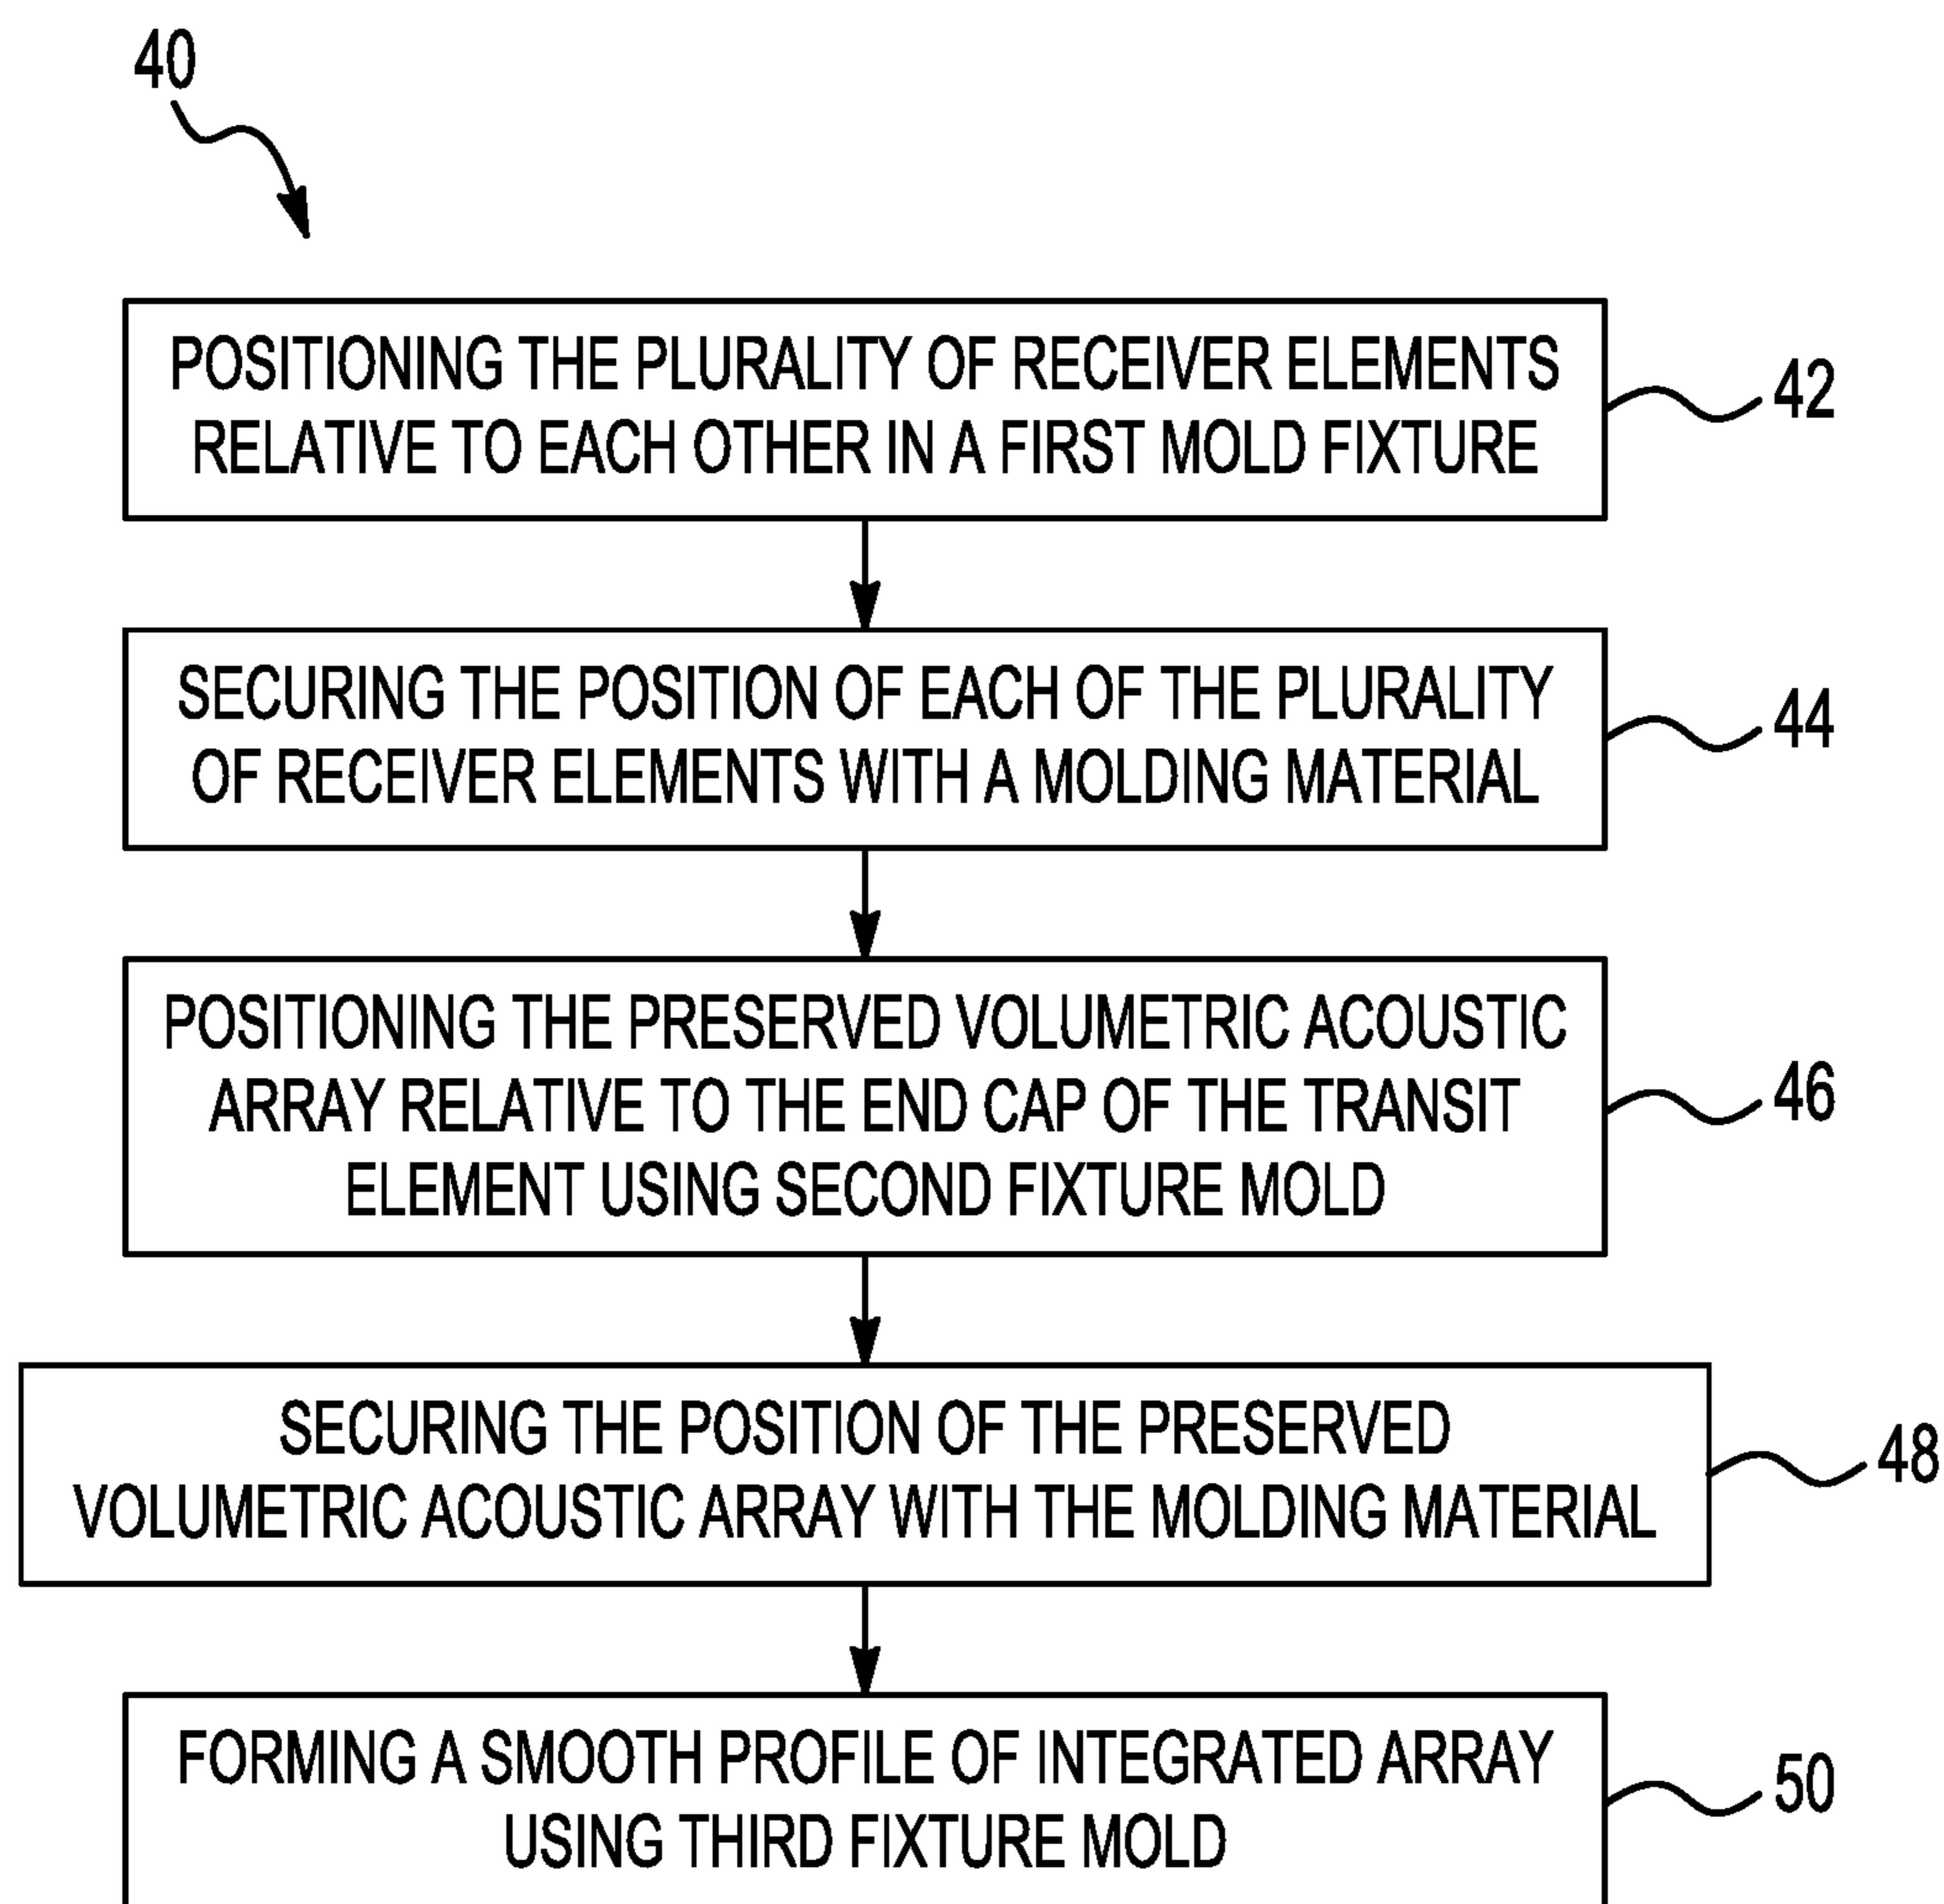 40
POSITIONING THE PLURALITY OF RECEIVER ELEMENTS
RELATIVE TO EACH OTHER IN A FIRST MOLD FIXTURE
42
SECURING THE POSITION OF EACH OF THE PLURALITY
OF RECEIVER ELEMENTS WITH A MOLDING MATERIAL
44
POSITIONING THE PRESERVED VOLUMETRIC ACOUSTIC
ARRAY RELATIVE TO THE END CAP OF THE TRANSIT
ELEMENT USING SECOND FIXTURE MOLD
46
SECURING THE POSITION OF THE PRESERVED
VOLUMETRIC ACOUSTIC ARRAY WITH THE MOLDING MATERIAL
48
FORMING A SMOOTH PROFILE OF INTEGRATED ARRAY
USING THIRD FIXTURE MOLD
50